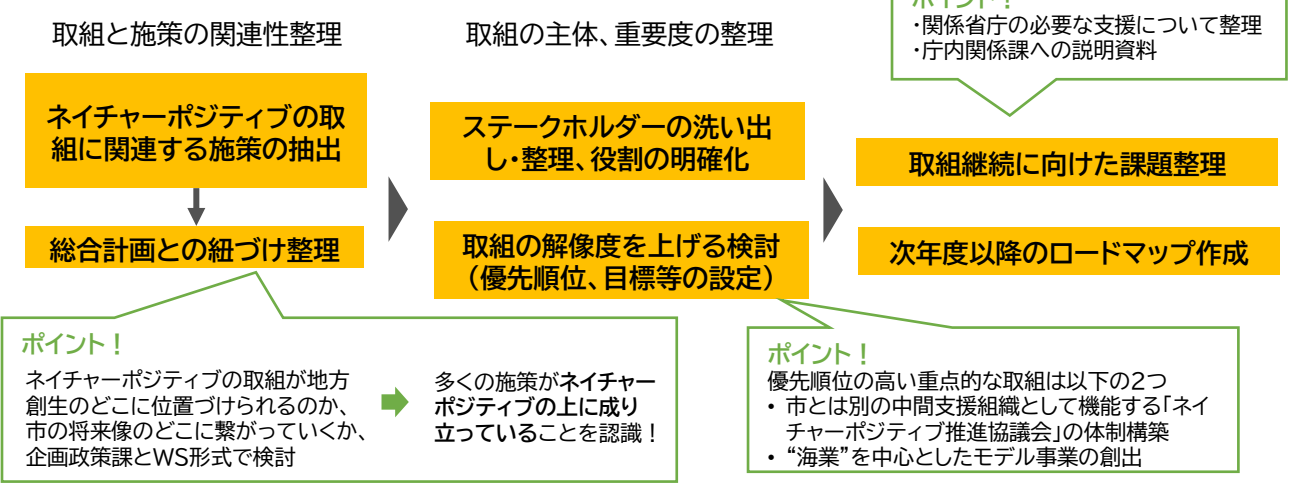 取組と施策の関連性整理
ネイチャーポジティブの取
組に関連する施策の抽出
総合計画との紐づけ整理
ポイント！
ネイチャーポジティブの取組が地方
創生のどこに位置づけられるのか、
市の将来像のどこに繋がっていくか、
企画政策課とWS形式で検討
多くの施策がネイチャー
ポジティブの上に成り
立っていることを認識！
取組の主体、重要度の整理
ステークホルダーの洗い出
し・整理、役割の明確化
取組の解像度を上げる検討
（優先順位、目標等の設定）
ポイント！
優先順位の高い重点的な取組は以下の2つ
• 市とは別の中間支援組織として機能する「ネイ
チャーポジティブ推進協議会」の体制構築
• “海業”を中心としたモデル事業の創出
ポイント！
・関係省庁の必要な支援について整理
・庁内関係課への説明資料
取組継続に向けた課題整理
次年度以降のロードマップ作成